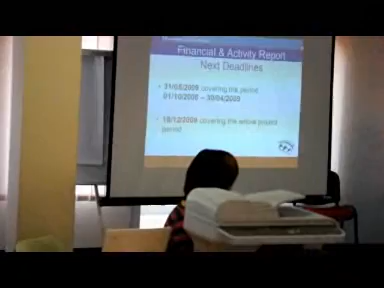 Financial & Activity Report
Next Deadlines
31/05/2009 covering the period
01/10/2008 – 30/04/2009
15/12/2009 covering the whole project
period